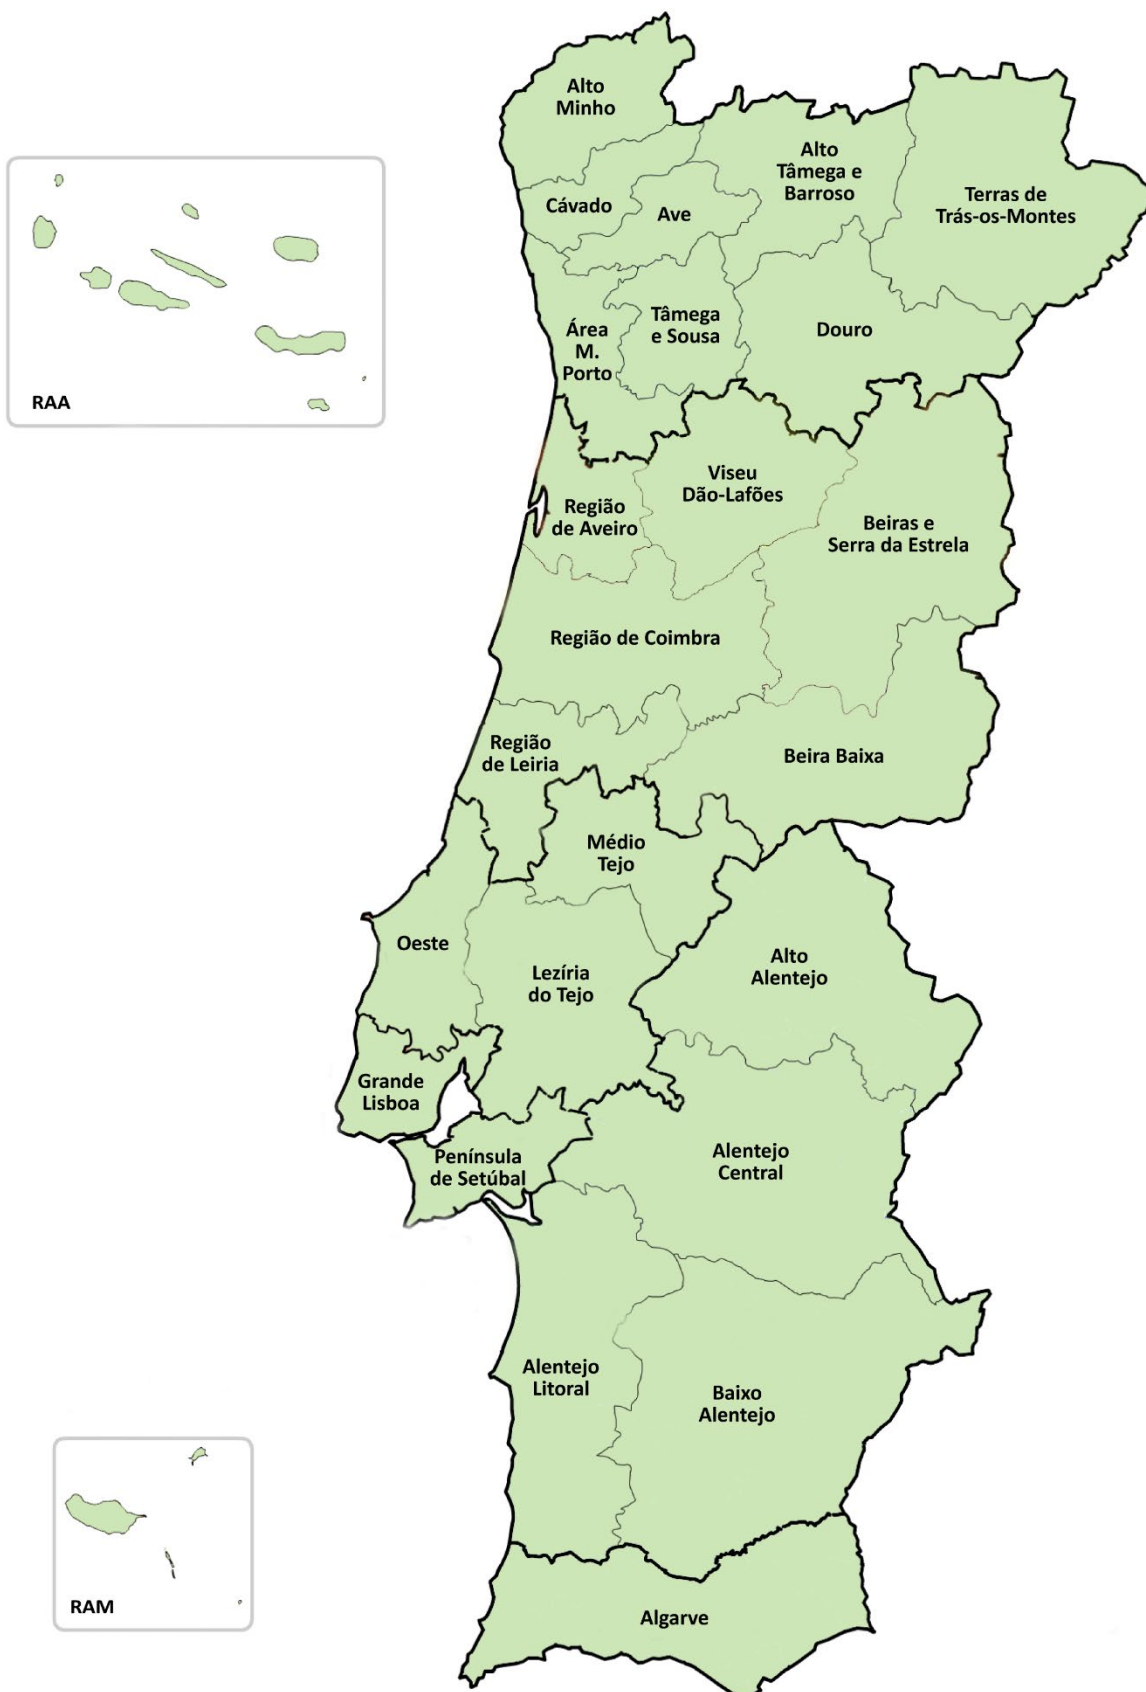 Alto
Minho
Alto
Tâmega e
Barroso
Terras de
Trás-os-Montes
Cávado
Ave
Tâmega
e Sousa
Área
M.
Porto
Douro
RAA
Viseu
Dão-Lafões
Região
de Aveiro
Beiras e
Serra da Estrela
Região de Coimbra
Região
de Leiria
Beira Baixa
Médio
Tejo
Oeste
Lezíria
do Tejo
Alto
Alentejo
Grande
Lisboa
Península
de Setúbal
Alentejo
Central
Alentejo
Litoral
Baixo
Alentejo
RAM
Algarve